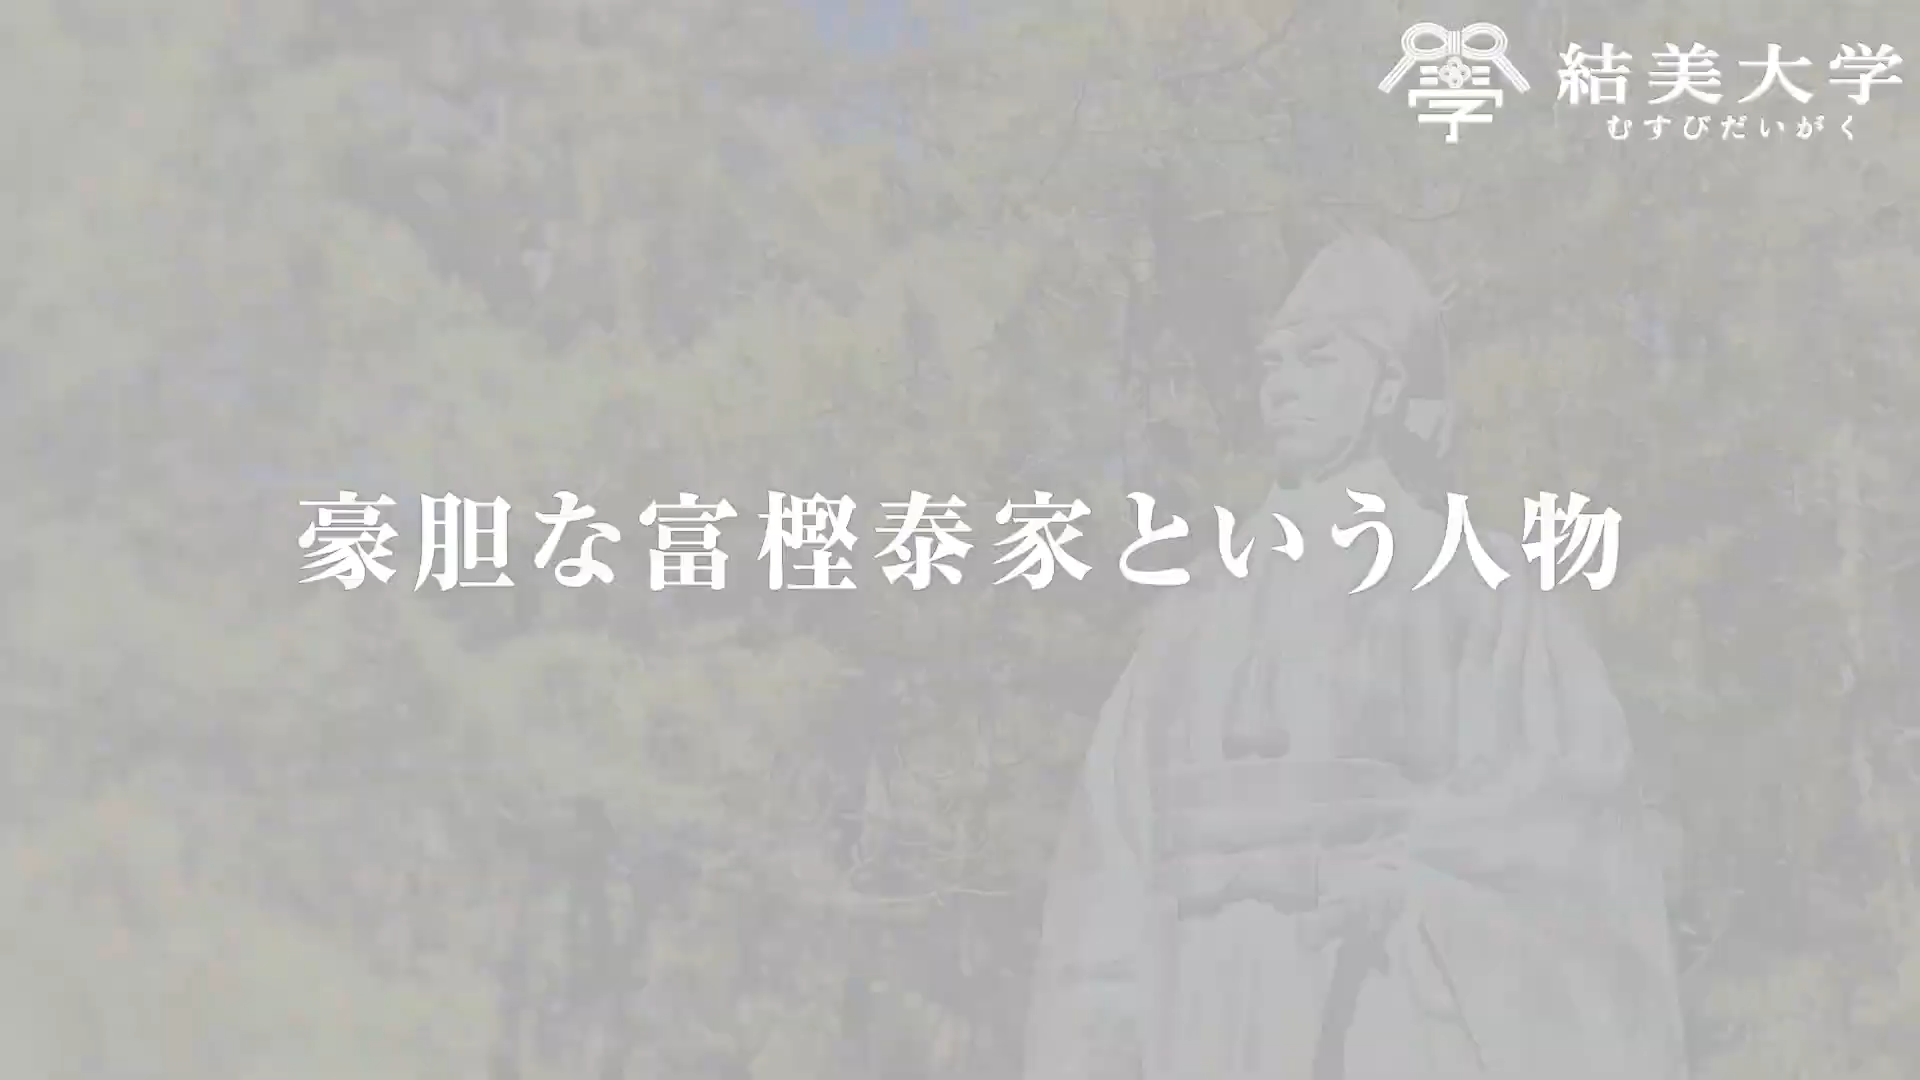 結美大学
むすびだいがく
豪胆な富樫泰家という人物